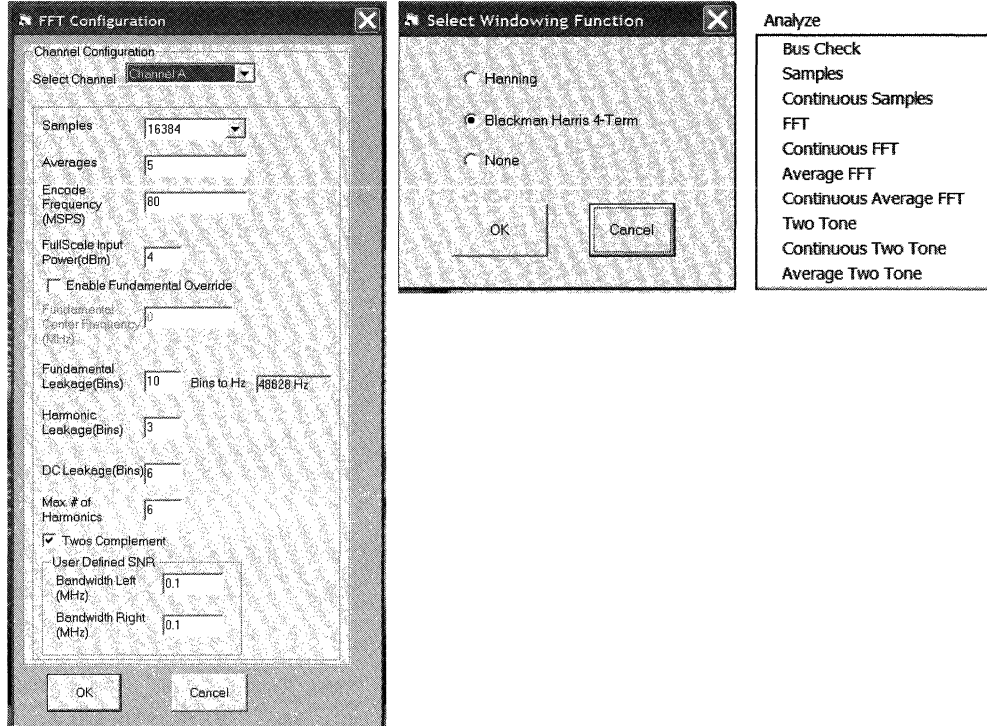 FFT Configuration
Channel Configuration
Select Channel
Channel A
Samples
16384
Averages
5
Encode
Frequency
(MSPS)
80
FullScale Input
Power(dBm)
4
Enable Fundamental Override
Fundamental
Center Frequency
(MHz)
0
Fundamental
Leakage(Bins)
10
Bins to Hz
48828 Hz
Harmonic
Leakage(Bins)
3
DC Leakage(Bins)
6
Max. # of
Harmonics
6
Twos Complement
User Defined SNR
Bandwidth Left
(MHz)
0.1
Bandwidth Right
(MHz)
0.1
OK
Cancel
Select Windowing Function
Hanning
Blackman Harris 4-Term
None
OK
Cancel
Analyze
Bus Check
Samples
Continuous Samples
FFT
Continuous FFT
Average FFT
Continuous Average FFT
Two Tone
Continuous Two Tone
Average Two Tone